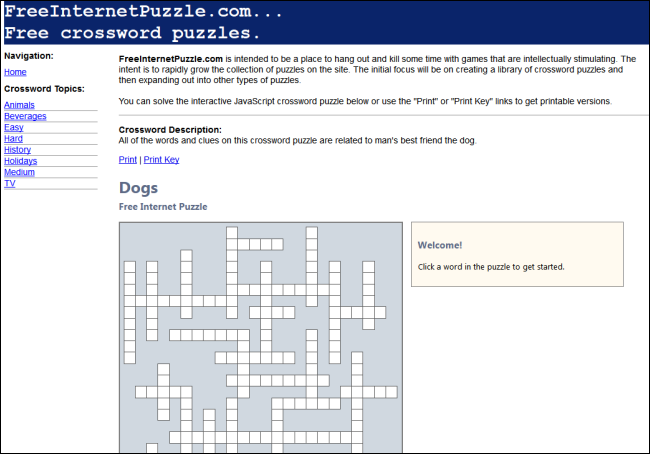 FreeInternetPuzzle.com...
Free crossword puzzles.
Navigation:
Home
Crossword Topics:
Animals
Beverages
Easy
Hard
History
Holidays
Medium
TV
FreeInternetPuzzle.com is intended to be a place to hang out and kill some time with games that are intellectually stimulating. The
intent is to rapidly grow the collection of puzzles on the site. The initial focus will be on creating a library of crossword puzzles and
then expanding out into other types of puzzles.
You can solve the interactive JavaScript crossword puzzle below or use the "Print" or "Print Key" links to get printable versions.
Crossword Description:
All of the words and clues on this crossword puzzle are related to man's best friend the dog.
Print | Print Key
Dogs
Free Internet Puzzle
Welcome!
Click a word in the puzzle to get started.